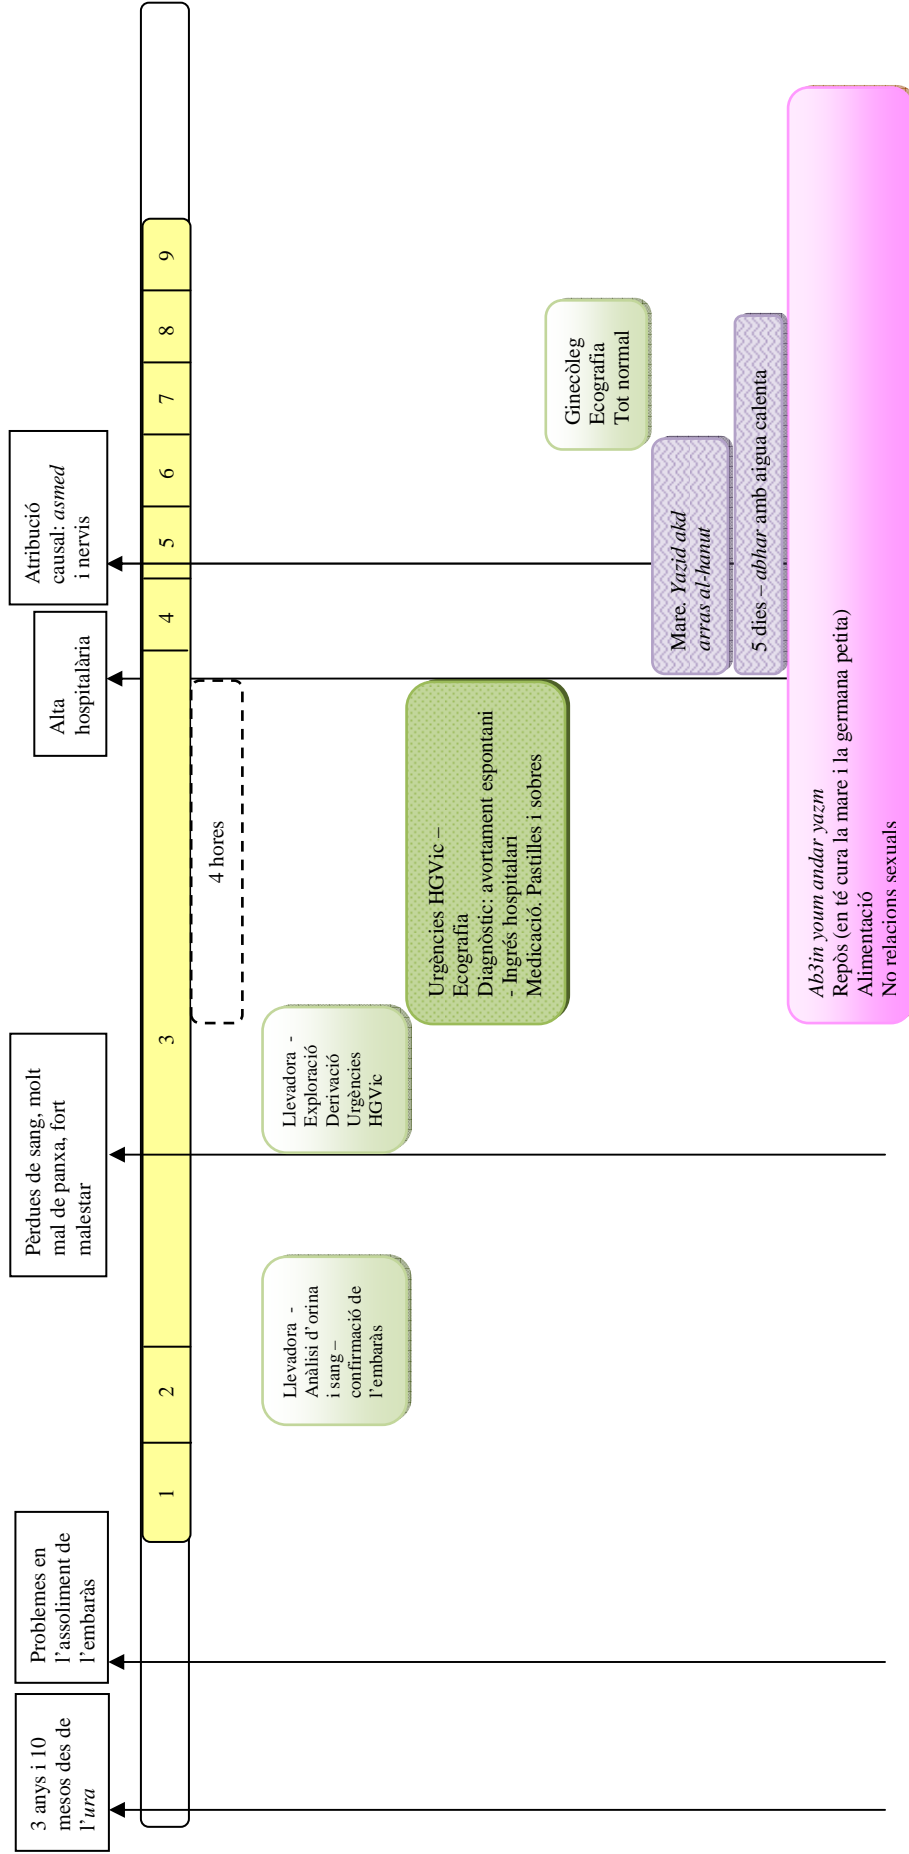 3 anys i 10
mesos des de
l'ura
Problemes en
l'assoliment de
l'embaràs
Pèrdues de sang, molt
mal de panxa, fort
malestar
Alta
hospitalària
Atribució
causal: asmed
i nervis
1
2
3
4
5
6
7
8
9
4 hores
Llevadora -
Anàlisi d'orina
i sang –
confirmació de
l'embaràs
Llevadora -
Exploració
Derivació
Urgències
HGVic
Urgències HGVic –
Ecografia
Diagnòstic: avortament espontani
- Ingrés hospitalari
Medicació. Pastilles i sobres
Ginecòleg
Ecografia
Tot normal
Mare. Yazid akd
arras al-hanut
5 dies – abhar amb aigua calenta
Ab3in youm andar yazm
Repòs (en té cura la mare i la germana petita)
Alimentació
No relacions sexuals